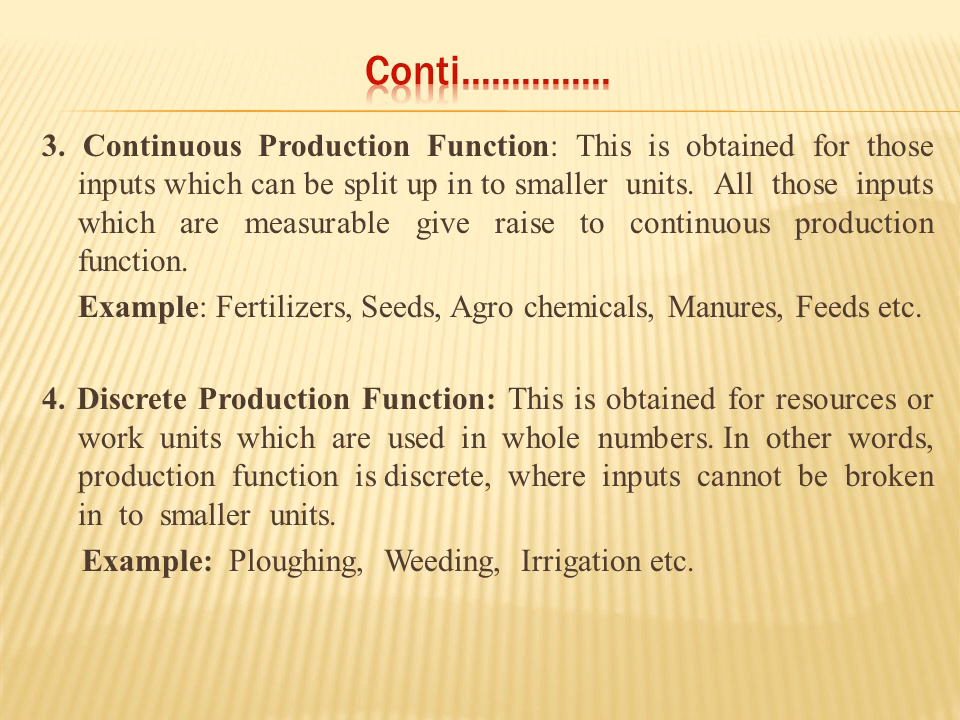 Conti...............
3. Continuous Production Function: This is obtained for those
inputs which can be split up in to smaller units. All those inputs
which are measurable give raise to continuous production
function.
Example: Fertilizers, Seeds, Agro chemicals, Manures, Feeds etc.
4. Discrete Production Function: This is obtained for resources or
work units which are used in whole numbers. In other words,
production function is discrete, where inputs cannot be broken
in to smaller units.
Example: Ploughing, Weeding, Irrigation etc.